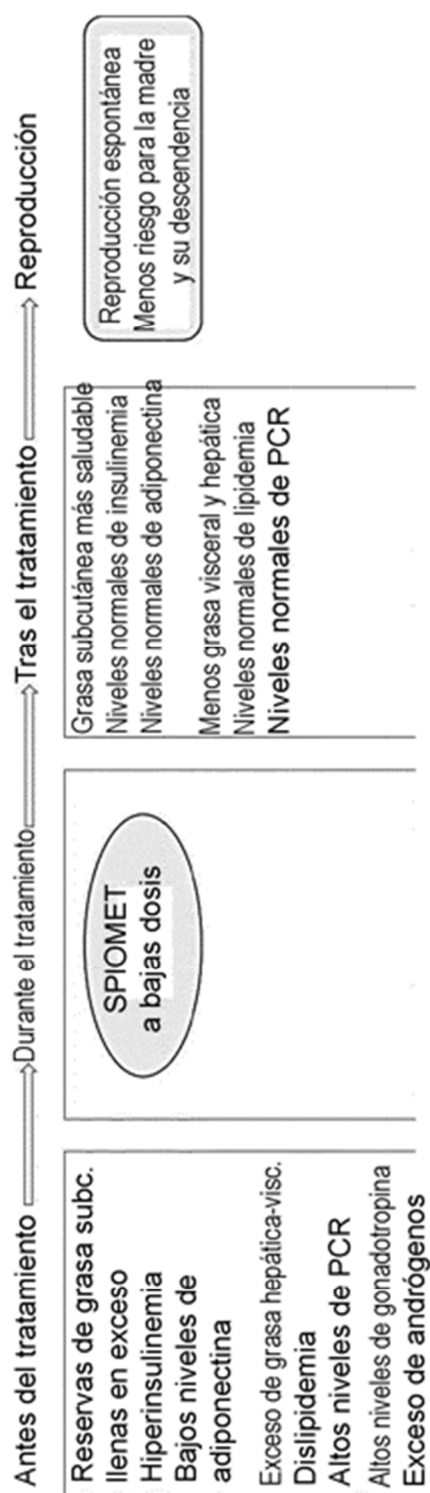 Antes del tratamiento
Durante el tratamiento
Tras el tratamiento
Reproducción
Reservas de grasa subc.
llenas en exceso
Hiperinsulinemia
Bajos niveles de
adiponectina
Exceso de grasa hepática-visc.
Dislipidemia
Altos niveles de PCR
Altos niveles de gonadotropina
Exceso de andrógenos
SPIOMET
a bajas dosis
Grasa subcutánea más saludable
Niveles normales de insulinemia
Niveles normales de adiponectina
Menos grasa visceral y hepática
Niveles normales de lipidemia
Niveles normales de PCR
Reproducción espontánea
Menos riesgo para la madre
y su descendencia